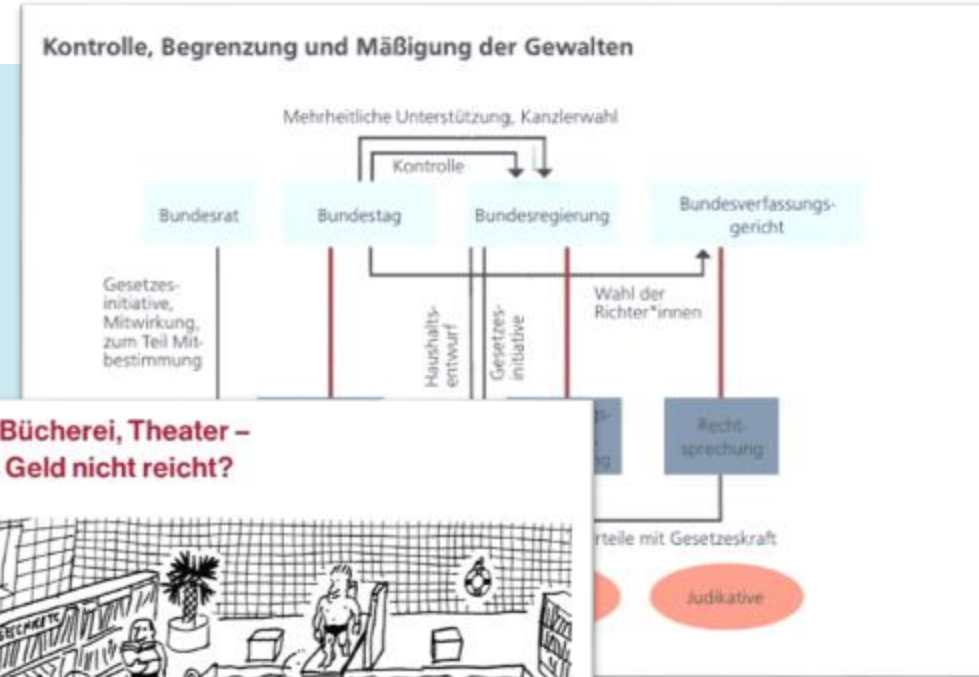 Kontrolle, Begrenzung und Mäßigung der Gewalten
Mehrheitliche Unterstützung, Kanzlerwahl
Kontrolle
Bundesrat
Bundestag
Bundesregierung
Bundesverfassungs-
gericht
Gesetzes-
initiative,
Mitwirkung,
zum Teil Mit-
bestimmung
Haushalts-
entwurf
Gesetzes-
initiative
Wahl der
Richter*innen
Recht-
sprechung
rteile mit Gesetzeskraft
Judikative
Bücherei, Theater –
Geld nicht reicht?